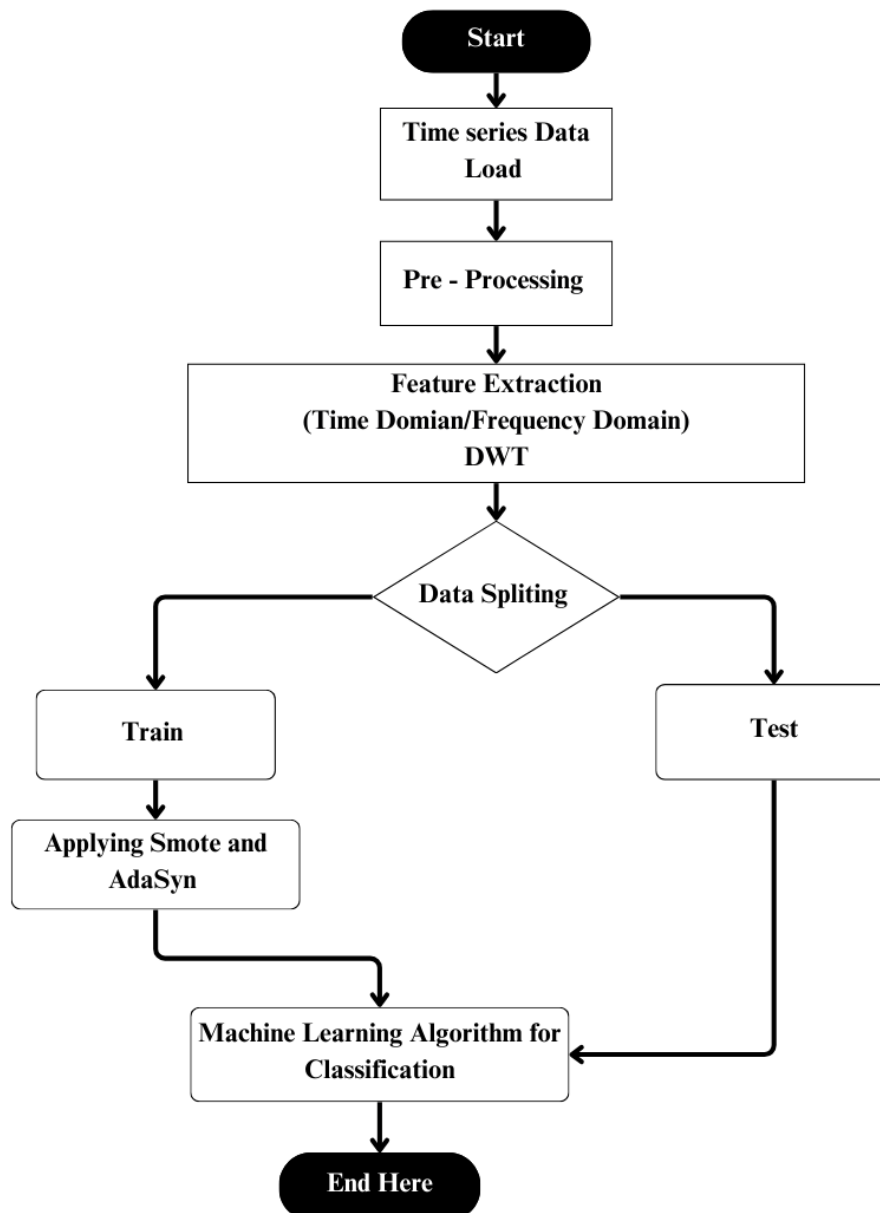 Start
Time series Data
Load
Pre - Processing
Feature Extraction
(Time Domian/Frequency Domain)
DWT
Data Spliting
Train
Test
Applying Smote and
AdaSyn
Machine Learning Algorithm for
Classification
End Here